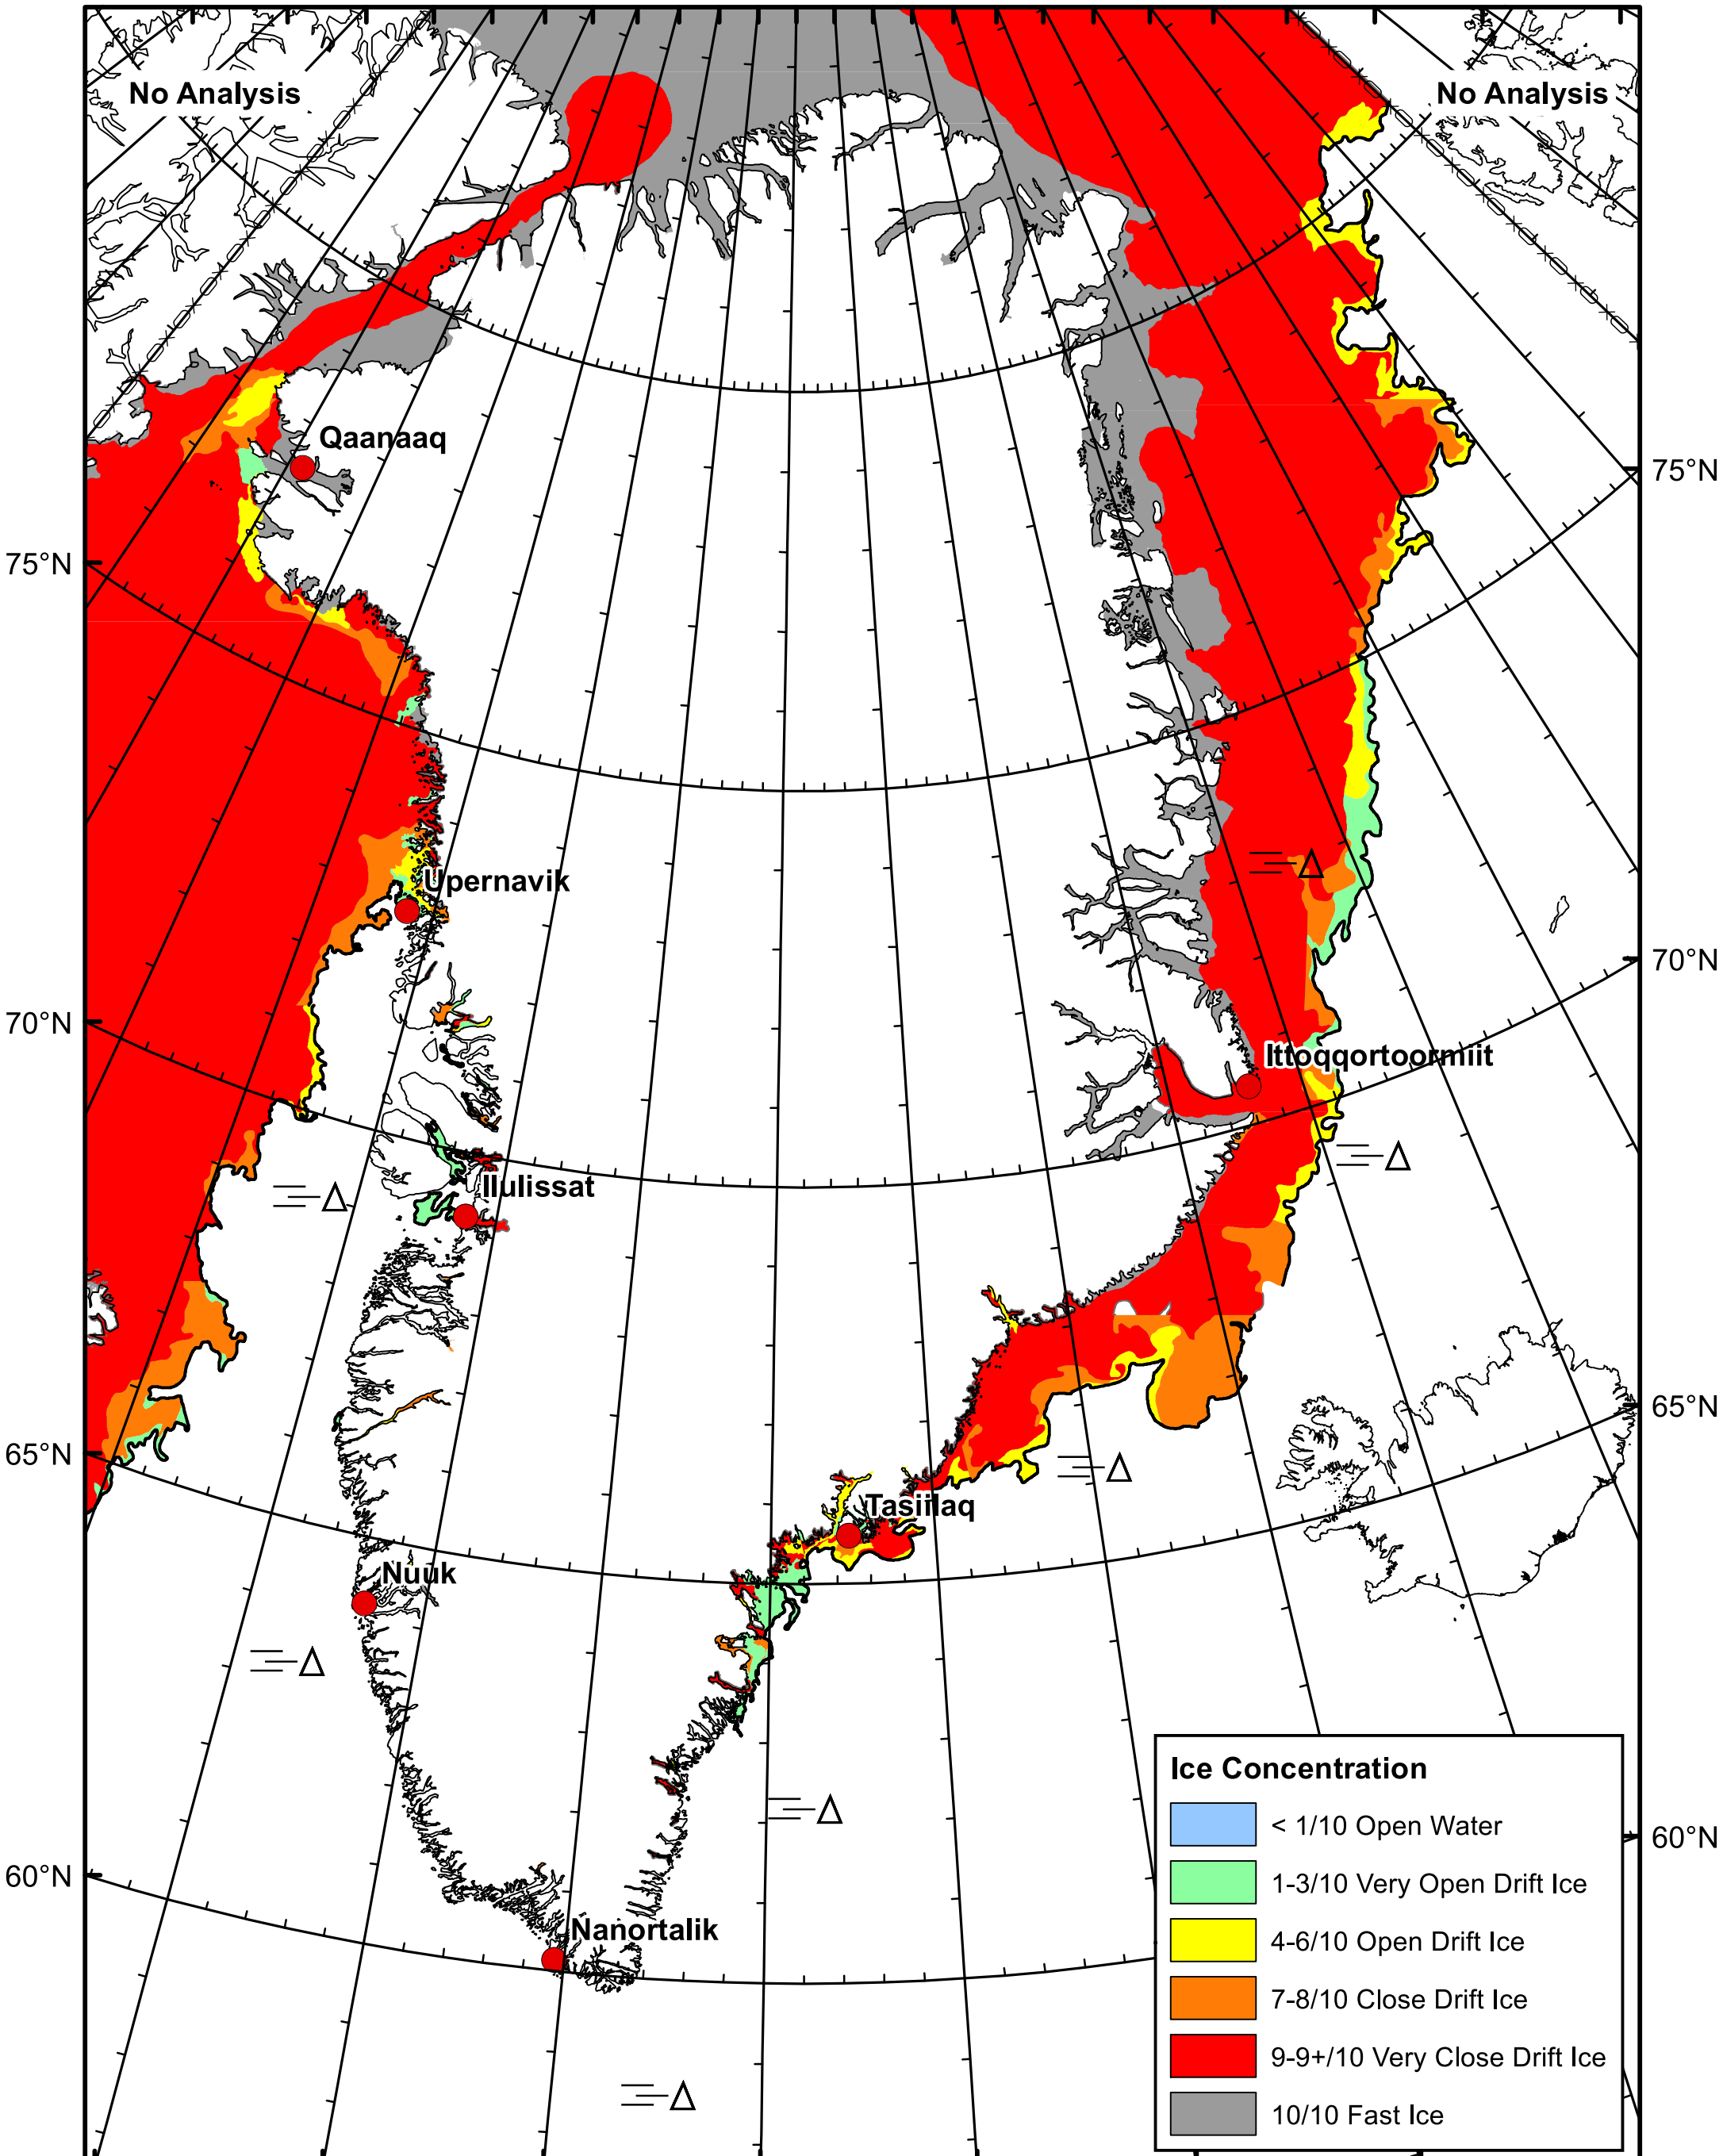 No Analysis
No Analysis
Qaanaaq
75°N
75°N
Upernavik
70°N
70°N
Ittoqqortoormiit
Ilulissat
65°N
65°N
Tasiilaq
Nuuk
60°N
60°N
Nanortalik
Ice Concentration
< 1/10 Open Water
1-3/10 Very Open Drift Ice
4-6/10 Open Drift Ice
7-8/10 Close Drift Ice
9-9+/10 Very Close Drift Ice
10/10 Fast Ice